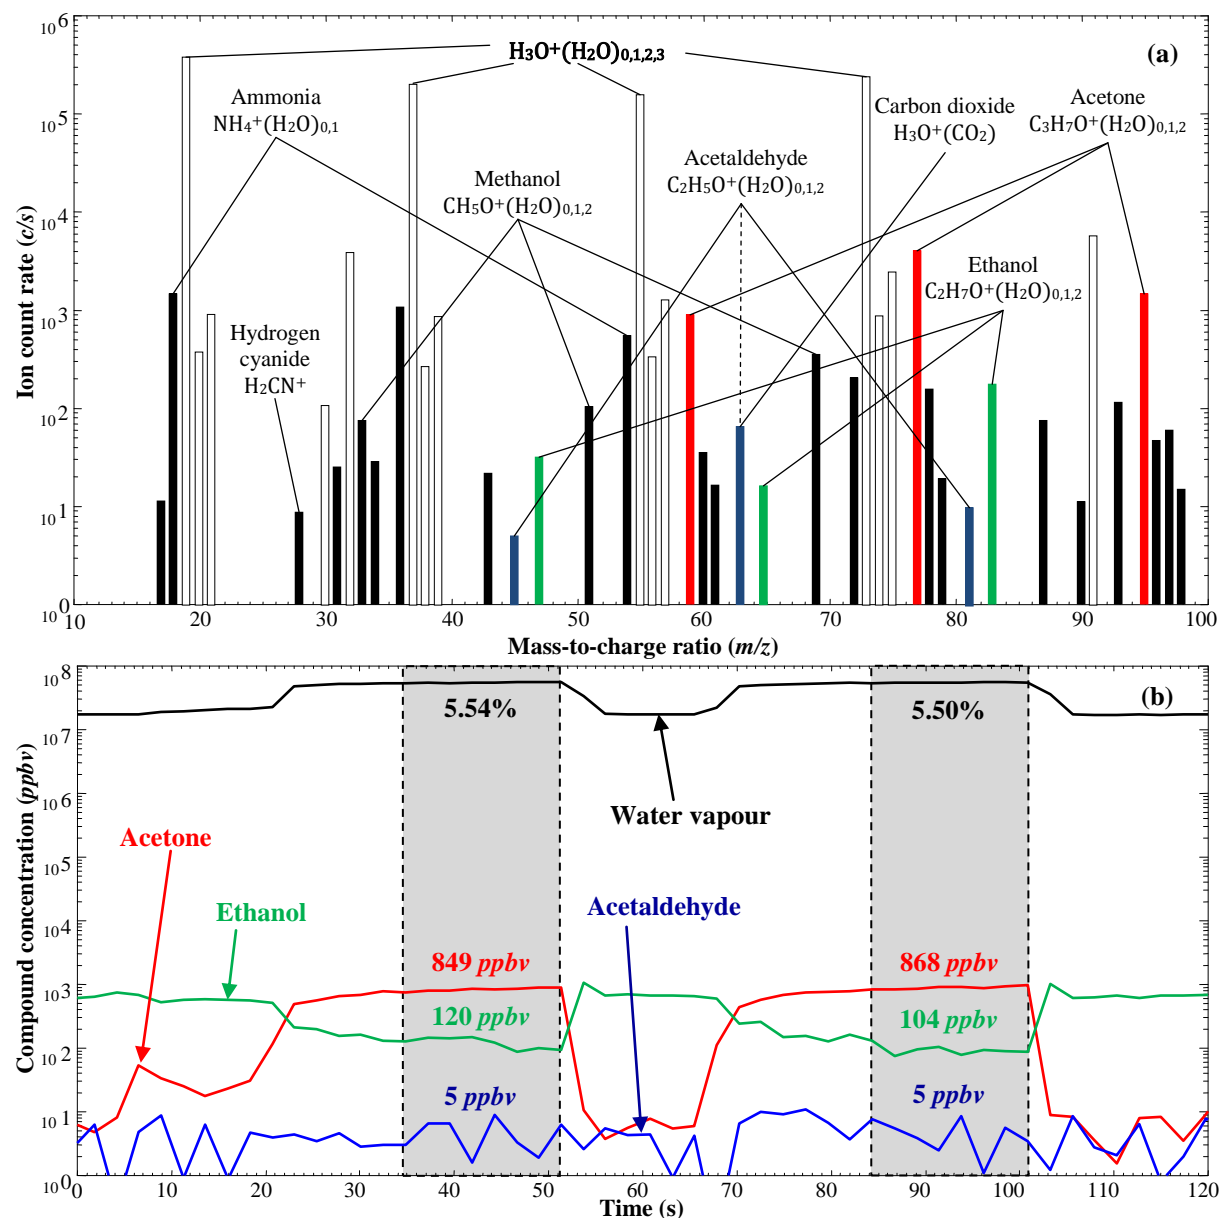 (a)
H₃O⁺(H₂O)₀,₁,₂,₃
Ammonia
NH₄⁺(H₂O)₀,₁
Methanol
CH₅O⁺(H₂O)₀,₁,₂
Acetaldehyde
C₂H₅O⁺(H₂O)₀,₁,₂
Carbon dioxide
H₃O⁺(CO₂)
Acetone
C₃H₇O⁺(H₂O)₀,₁,₂
Ethanol
C₂H₇O⁺(H₂O)₀,₁,₂
Hydrogen
cyanide
H₂CN⁺
Ion count rate (c/s)
10⁶
10⁵
10⁴
10³
10²
10¹
10⁰
10 20 30 40 50 60 70 80 90 100
Mass-to-charge ratio (m/z)
(b)
5.54%
5.50%
Water vapour
Acetone
Ethanol
Acetaldehyde
849 ppbv
868 ppbv
120 ppbv
104 ppbv
5 ppbv
5 ppbv
Compound concentration (ppbv)
10⁸
10⁷
10⁶
10⁵
10⁴
10³
10²
10¹
10⁰
0 10 20 30 40 50 60 70 80 90 100 110 120
Time (s)